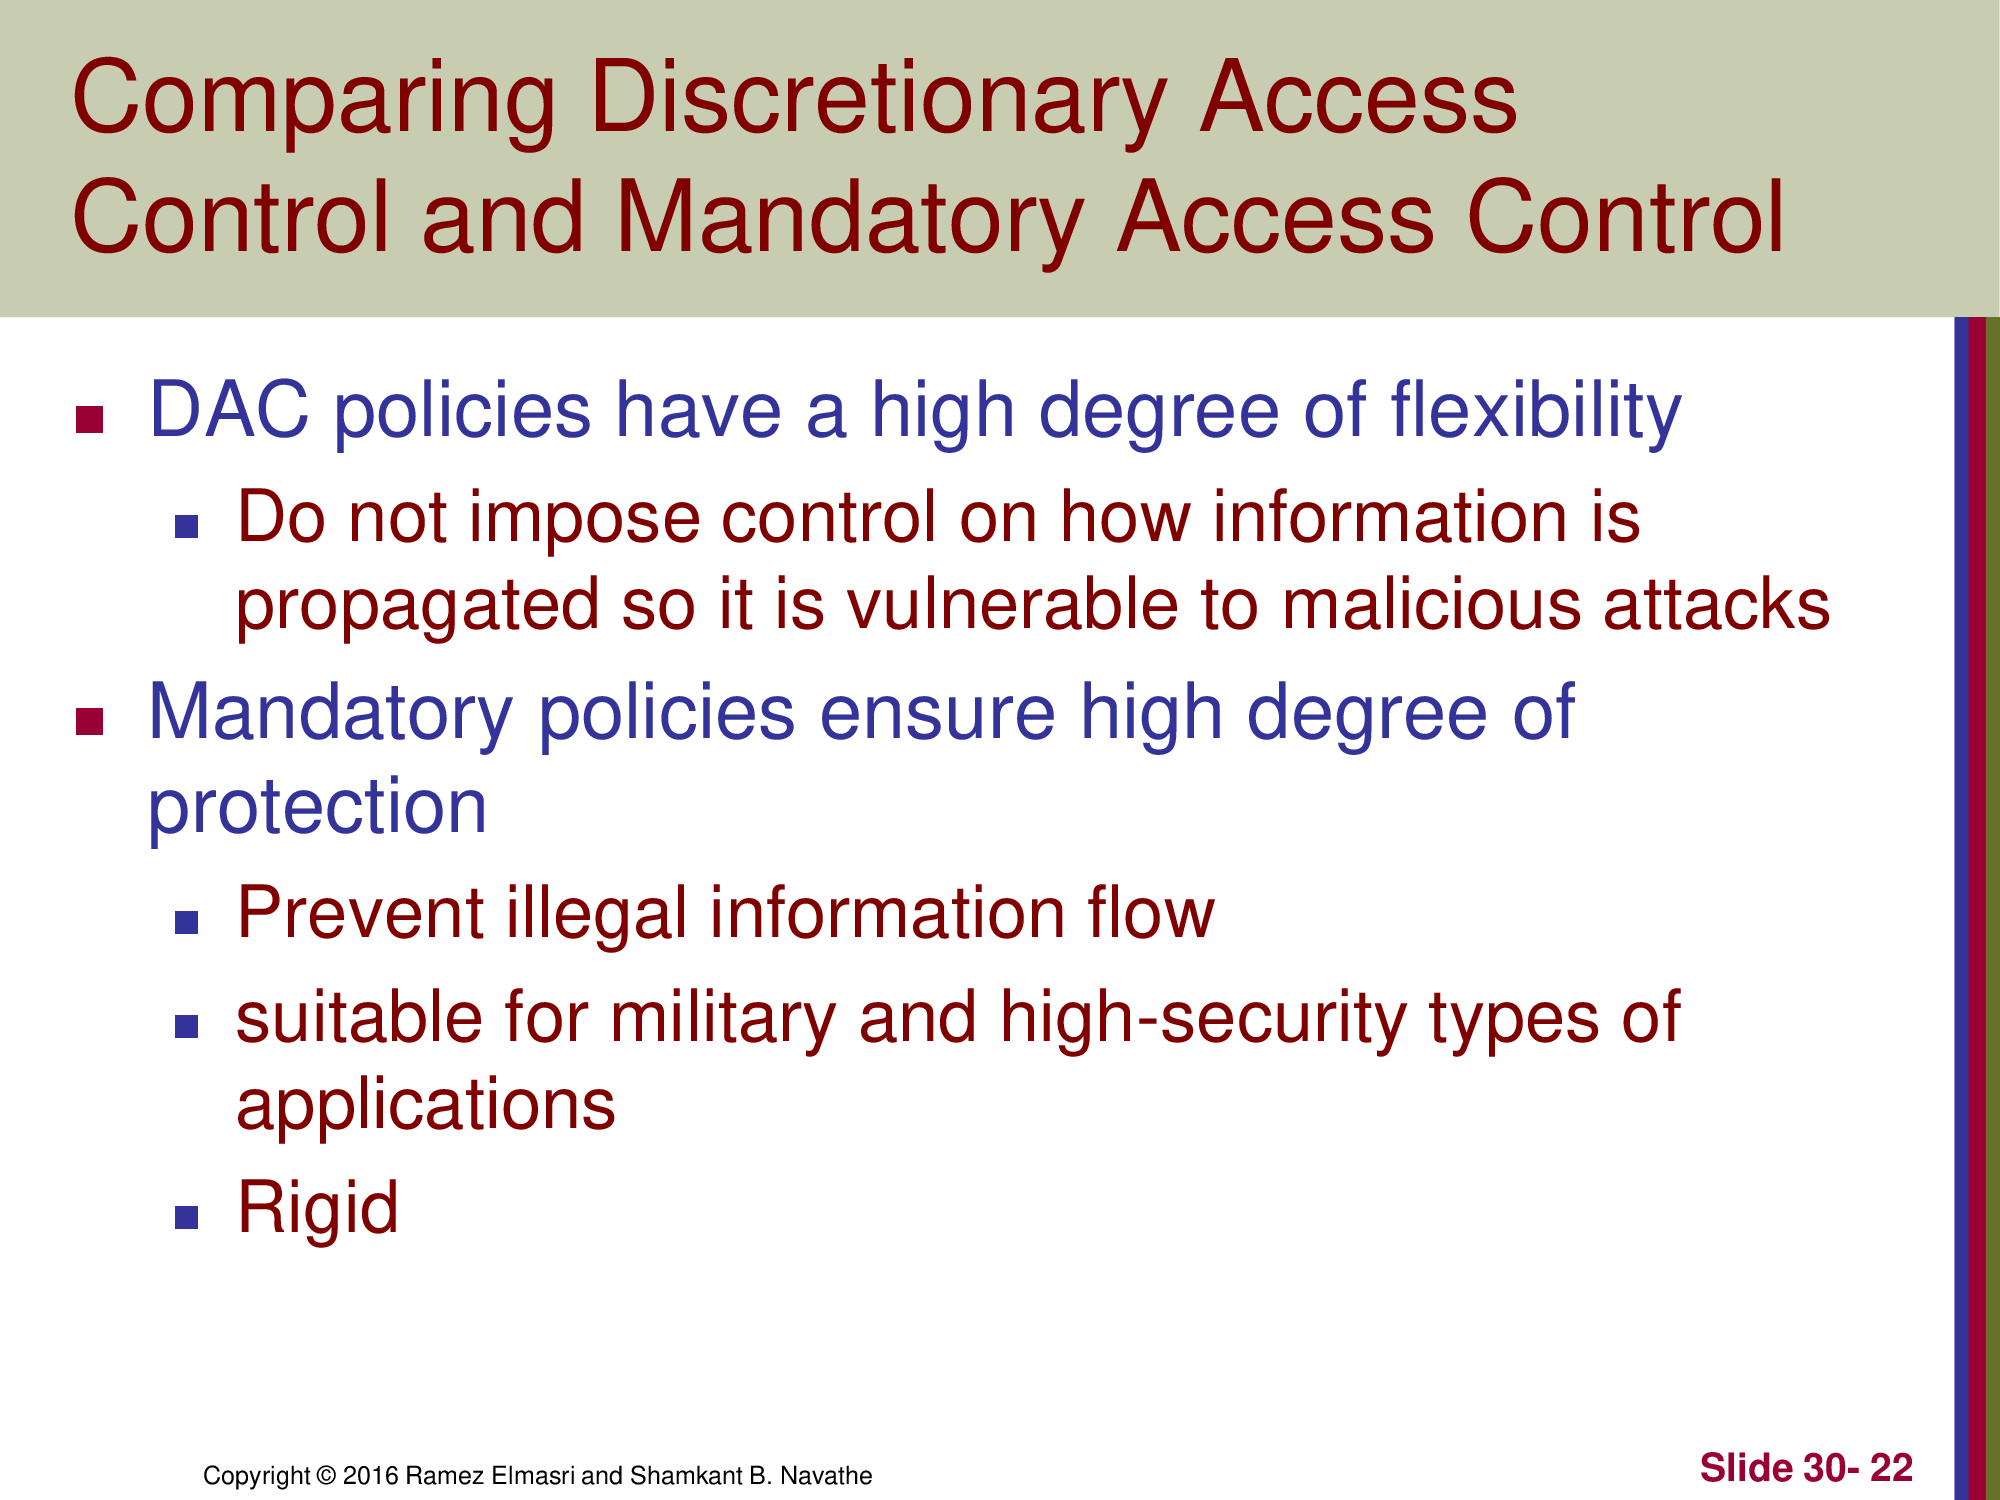 Comparing Discretionary Access
Control and Mandatory Access Control
DAC policies have a high degree of flexibility
Do not impose control on how information is
propagated so it is vulnerable to malicious attacks
Mandatory policies ensure high degree of
protection
Prevent illegal information flow
suitable for military and high-security types of
applications
Rigid
Copyright © 2016 Ramez Elmasri and Shamkant B. Navathe
Slide 30- 22